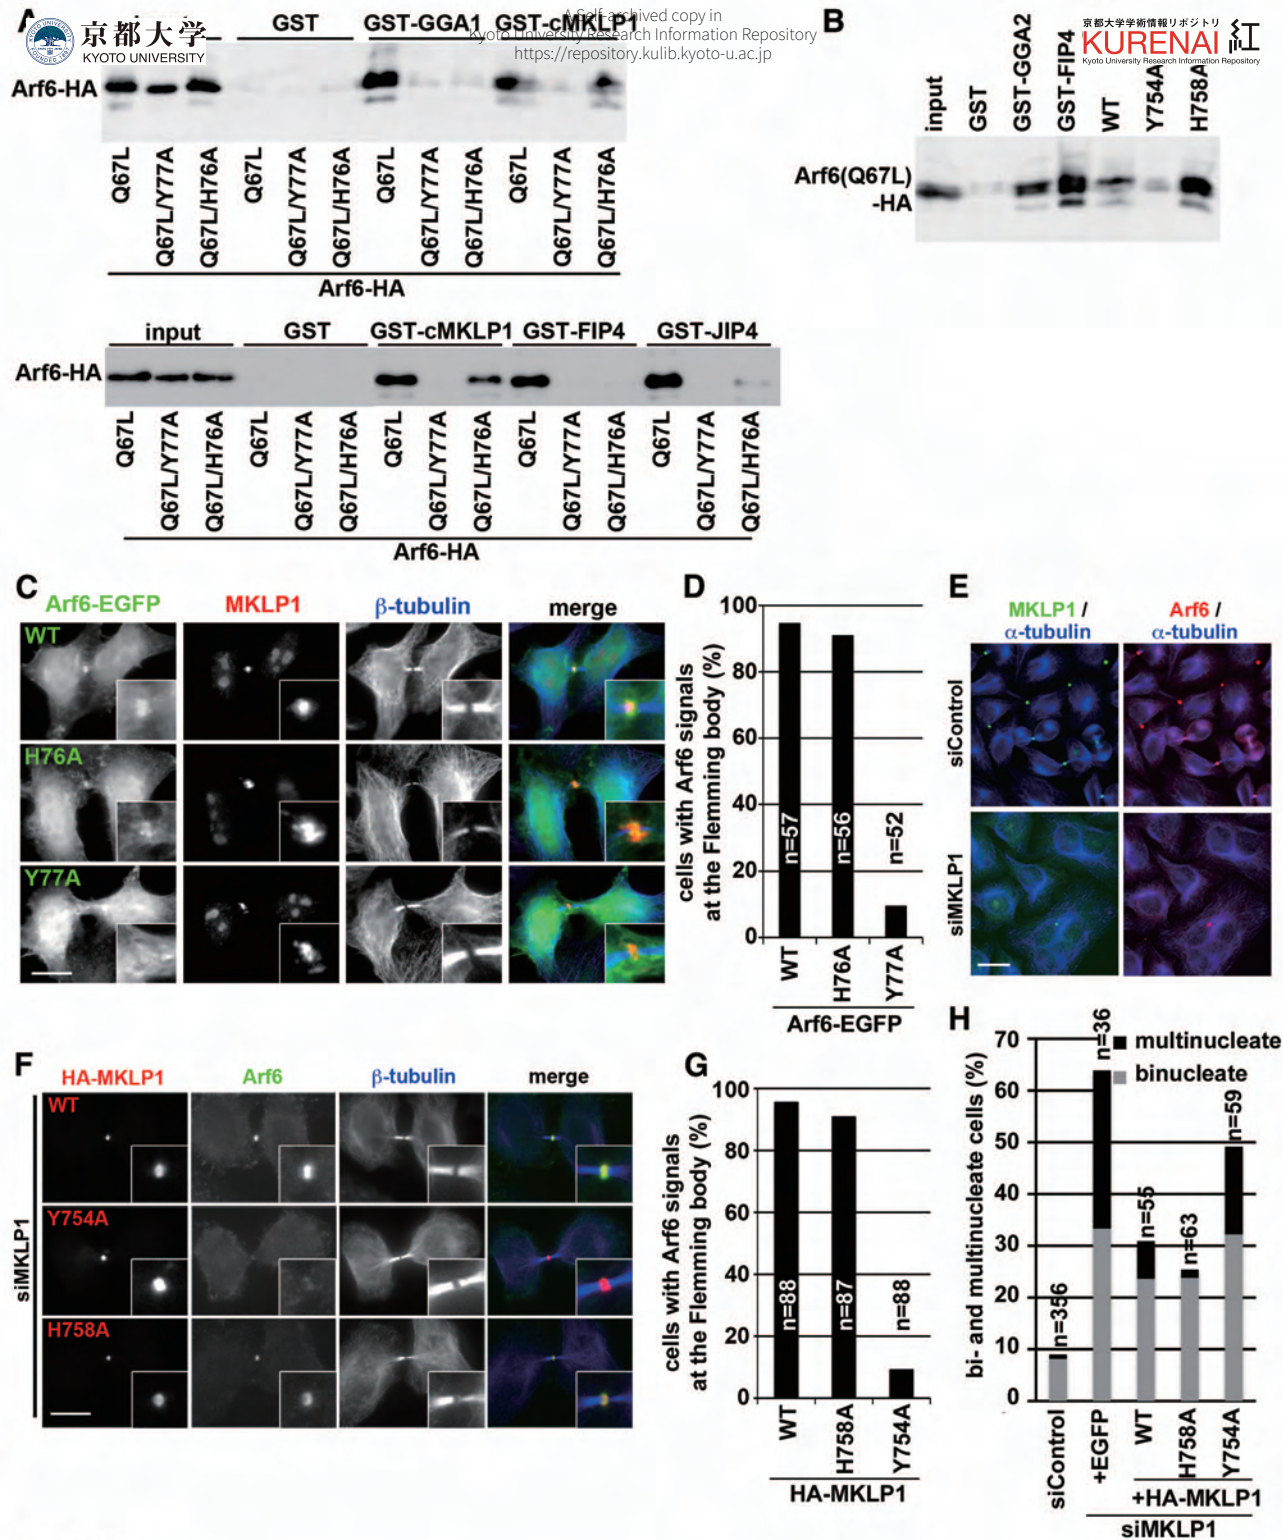 A
京都大学
KYOTO UNIVERSITY
A Self-archived copy in
Kyoto University Research Information Repository
https://repository.kulib.kyoto-u.ac.jp
京都大学学術情報リポジトリ
KURENAI 紅
Kyoto University Research Information Repository
GST GST-GGA1 GST-cMKLP1
Arf6-HA
Q67L
Q67L/Y77A
Q67L/H76A
Q67L
Q67L/Y77A
Q67L/H76A
Q67L
Q67L/Y77A
Q67L/H76A
Q67L
Q67L/Y77A
Q67L/H76A
Arf6-HA
input GST GST-cMKLP1 GST-FIP4 GST-JIP4
Arf6-HA
Q67L
Q67L/Y77A
Q67L/H76A
Q67L
Q67L/Y77A
Q67L/H76A
Q67L
Q67L/Y77A
Q67L/H76A
Q67L
Q67L/Y77A
Q67L/H76A
Q67L
Q67L/Y77A
Q67L/H76A
Arf6-HA
B
input
GST
GST-GGA2
GST-FIP4
WT
Y754A
H758A
Arf6(Q67L)
-HA
C
Arf6-EGFP MKLP1 β-tubulin merge
WT
H76A
Y77A
D
cells with Arf6 signals
at the Flemming body (%)
100
80
60
40
20
0
n=57
n=56
n=52
WT
H76A
Y77A
Arf6-EGFP
E
MKLP1 / Arf6 /
α-tubulin α-tubulin
siControl
siMKLP1
F
HA-MKLP1 Arf6 β-tubulin merge
siMKLP1
WT
Y754A
H758A
G
cells with Arf6 signals
at the Flemming body (%)
100
80
60
40
20
0
n=88
n=87
n=88
WT
H758A
Y754A
HA-MKLP1
H
bi- and multinucleate cells (%)
70
60
50
40
30
20
10
0
multinucleate
binucleate
n=356
n=36
n=55
n=63
n=59
siControl
+EGFP
WT
H758A
Y754A
+HA-MKLP1
siMKLP1